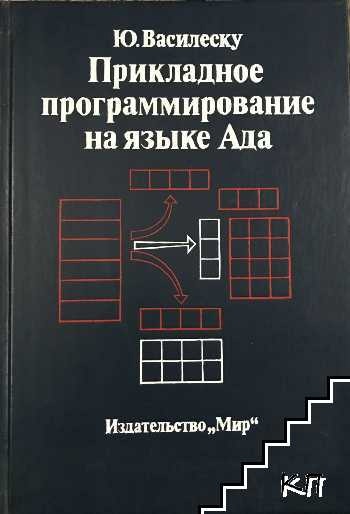 Ю. Василеску
Прикладное
программирование
на языке Ада
Издательство „Мир“
КП